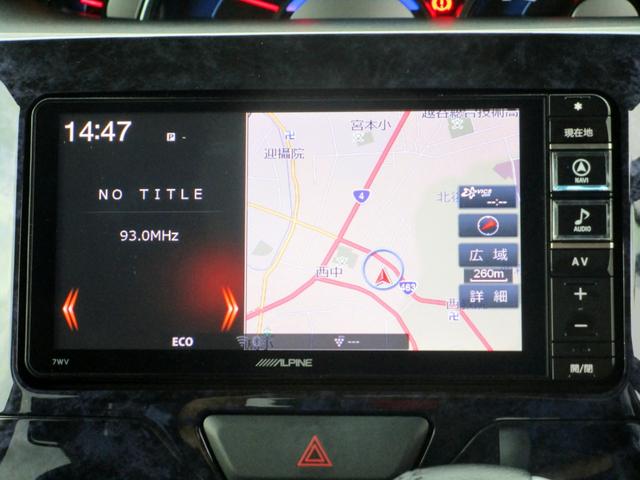 14:47
P -
NO TITLE
93.0MHz
ECO
宮本小
越谷総合技術高
迎攝院
4
VICS
--:--
広域
260m
詳細
西中
463
---
7WV
ALPINE
*
現在地
NAVI
AUDIO
AV
+
−
開/閉